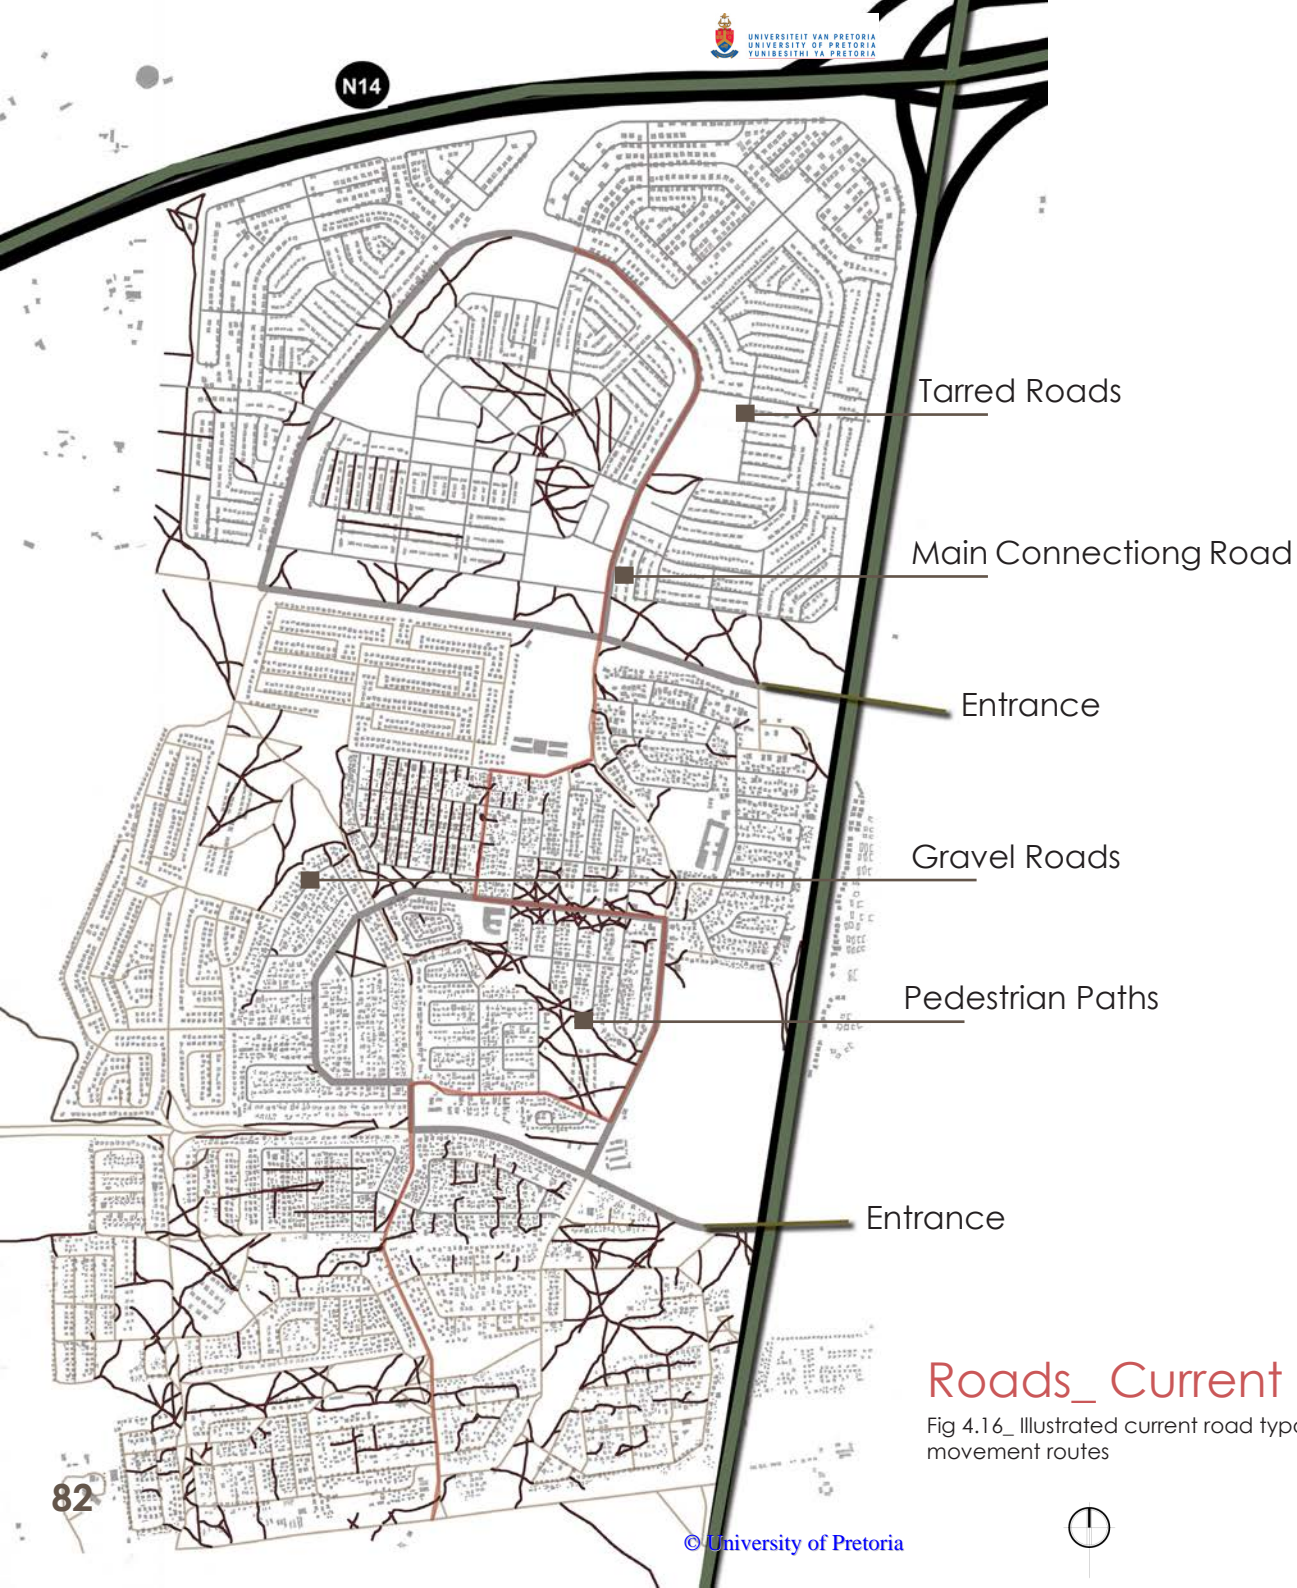 UNIVERSITEIT VAN PRETORIA
UNIVERSITY OF PRETORIA
YUNIBESITHI YA PRETORIA
N14
Tarred Roads
Main Connectiong Road
Entrance
Gravel Roads
Pedestrian Paths
Entrance
Roads_ Current
Fig 4.16_ Illustrated current road typo
movement routes
82
© University of Pretoria